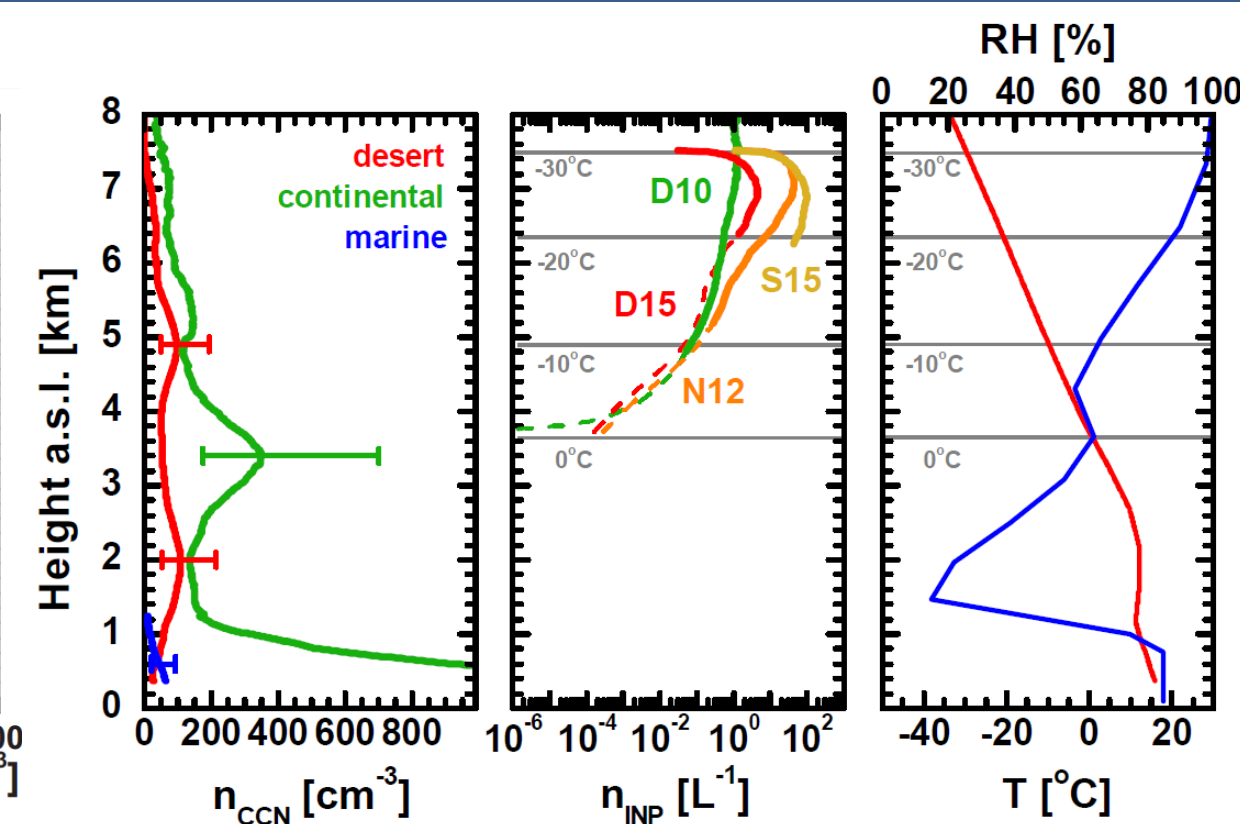 RH [%]
0 20 40 60 80 100
8
7
6
5
4
3
2
1
0
Height a.s.l. [km]
desert
continental
marine
0 200 400 600 800
n_CCN [cm^-3]
-30°C
D10
-20°C
S15
D15
-10°C
N12
0°C
10^-6 10^-4 10^-2 10^0 10^2
n_INP [L^-1]
-30°C
-20°C
-10°C
0°C
-40 -20 0 20
T [°C]
00
3]